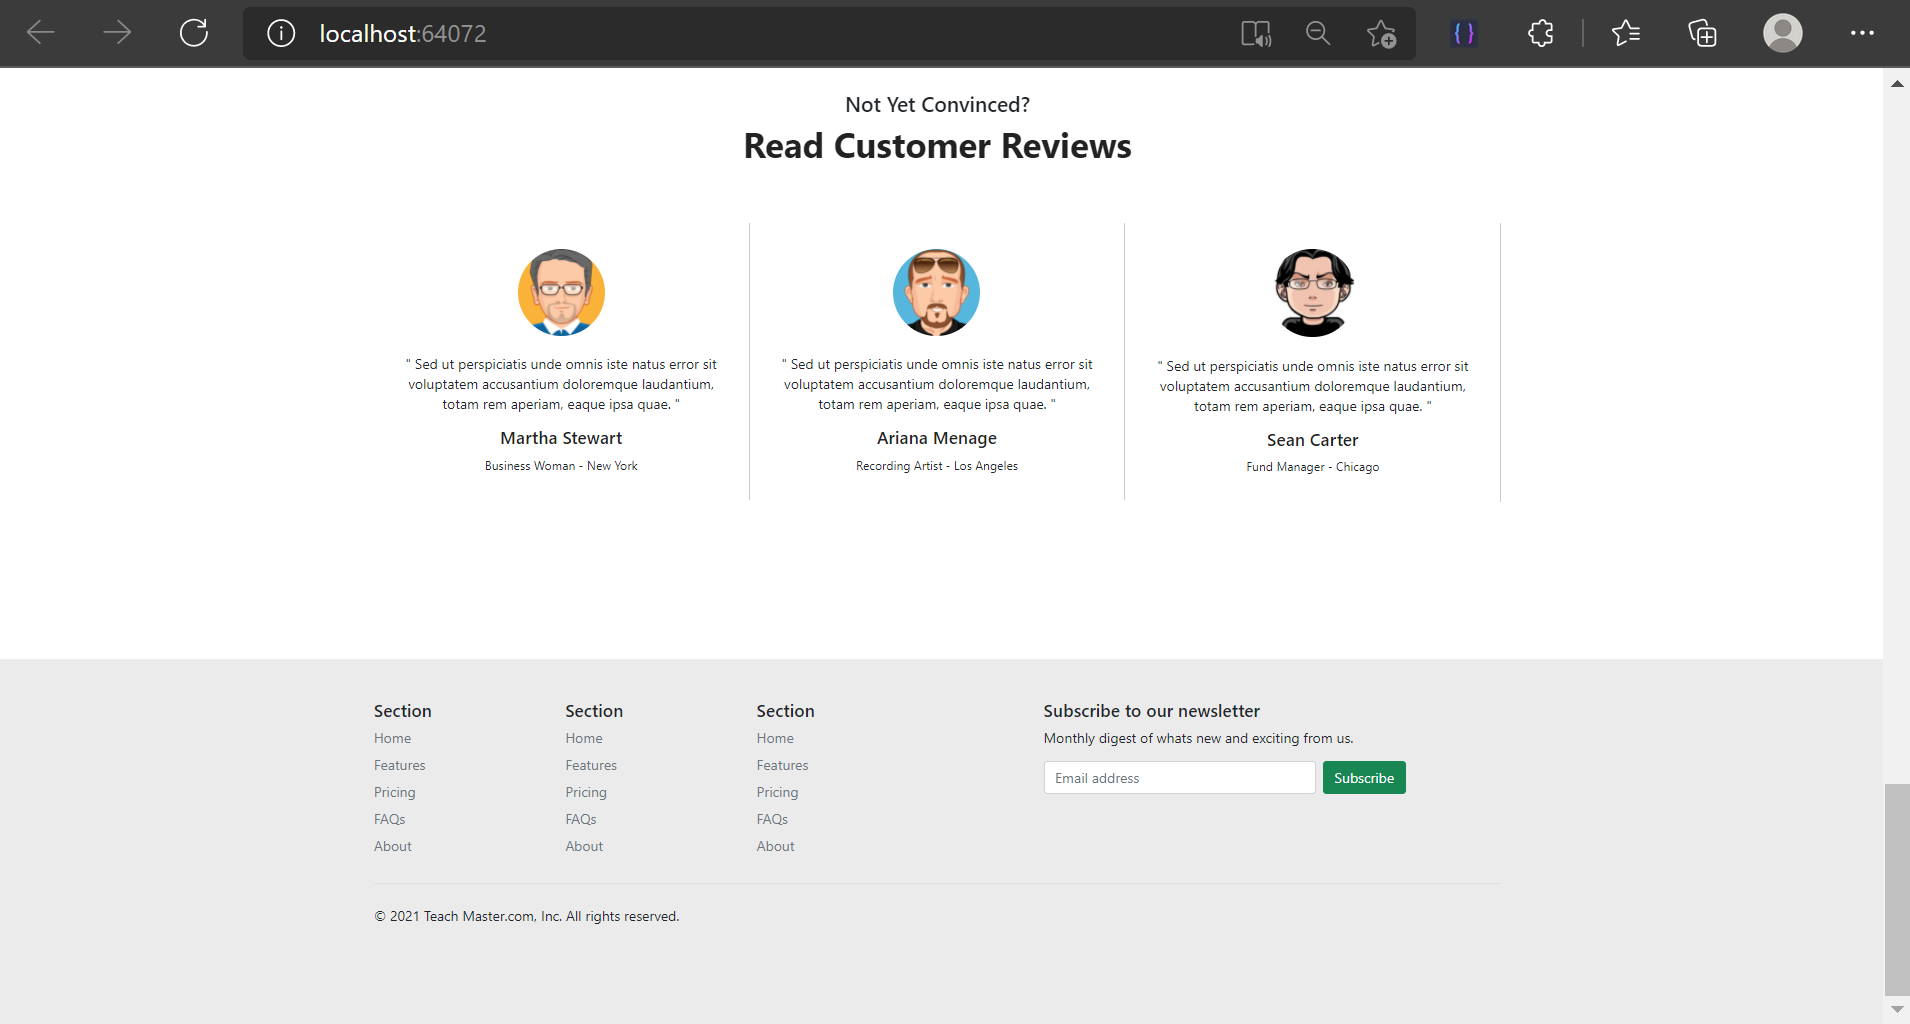 localhost:64072
Not Yet Convinced?
Read Customer Reviews
" Sed ut perspiciatis unde omnis iste natus error sit
voluptatem accusantium doloremque laudantium,
totam rem aperiam, eaque ipsa quae. "
Martha Stewart
Business Woman - New York
" Sed ut perspiciatis unde omnis iste natus error sit
voluptatem accusantium doloremque laudantium,
totam rem aperiam, eaque ipsa quae. "
Ariana Menage
Recording Artist - Los Angeles
" Sed ut perspiciatis unde omnis iste natus error sit
voluptatem accusantium doloremque laudantium,
totam rem aperiam, eaque ipsa quae. "
Sean Carter
Fund Manager - Chicago
Section
Home
Features
Pricing
FAQs
About
Section
Home
Features
Pricing
FAQs
About
Section
Home
Features
Pricing
FAQs
About
Subscribe to our newsletter
Monthly digest of whats new and exciting from us.
Email address
Subscribe
© 2021 Teach Master.com, Inc. All rights reserved.